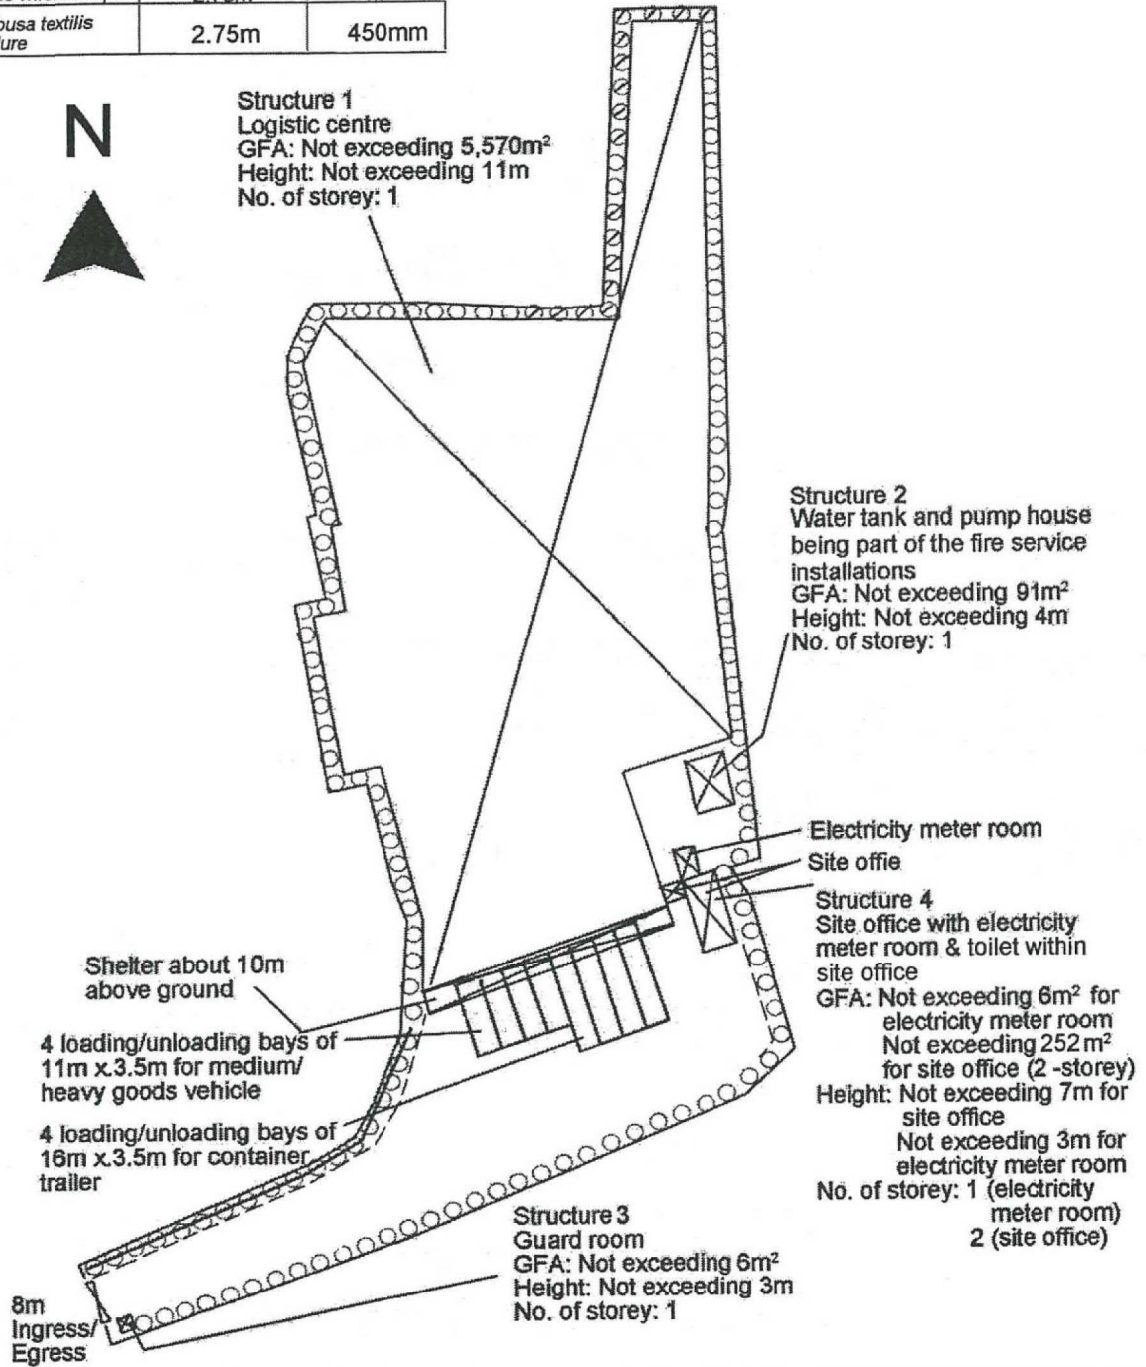 ousa textilis
ure
2.75m
450mm
N
Structure 1
Logistic centre
GFA: Not exceeding 5,570m²
Height: Not exceeding 11m
No. of storey: 1
Structure 2
Water tank and pump house
being part of the fire service
installations
GFA: Not exceeding 91m²
Height: Not exceeding 4m
No. of storey: 1
Electricity meter room
Site offie
Structure 4
Site office with electricity
meter room & toilet within
site office
GFA: Not exceeding 6m² for
electricity meter room
Not exceeding 252m²
for site office (2 -storey)
Height: Not exceeding 7m for
site office
Not exceeding 3m for
electricity meter room
No. of storey: 1 (electricity
meter room)
2 (site office)
Shelter about 10m
above ground
4 loading/unloading bays of
11m x.3.5m for medium/
heavy goods vehicle
4 loading/unloading bays of
16m x.3.5m for container
trailer
Structure 3
Guard room
GFA: Not exceeding 6m²
Height: Not exceeding 3m
No. of storey: 1
8m
Ingress/
Egress